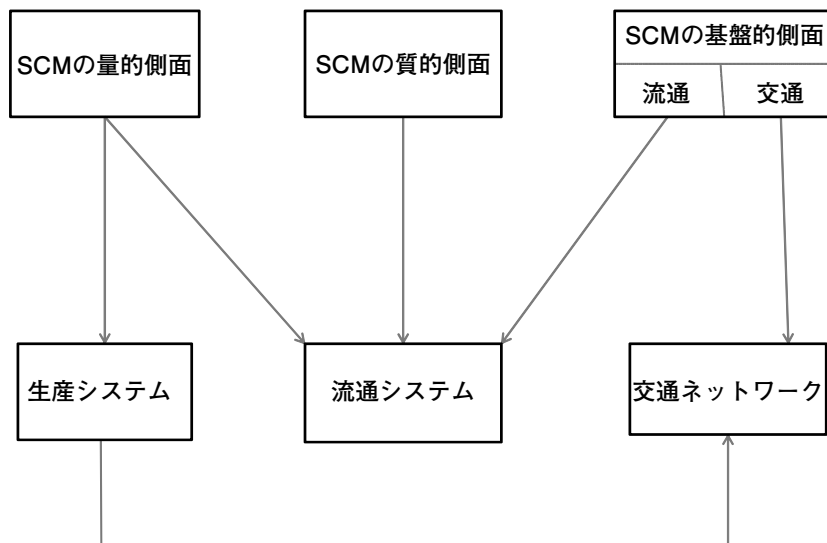 SCMの量的側面
SCMの質的側面
SCMの基盤的側面
流通
交通
生産システム
流通システム
交通ネットワーク